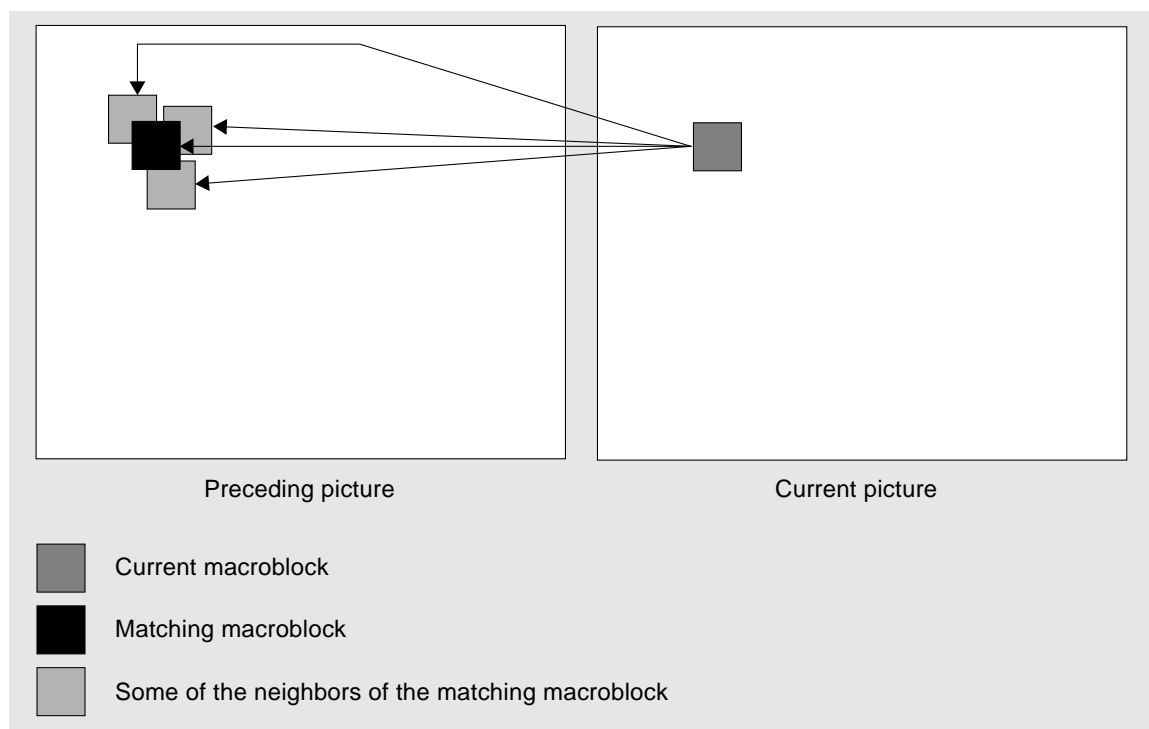 Preceding picture
Current picture
Current macroblock
Matching macroblock
Some of the neighbors of the matching macroblock